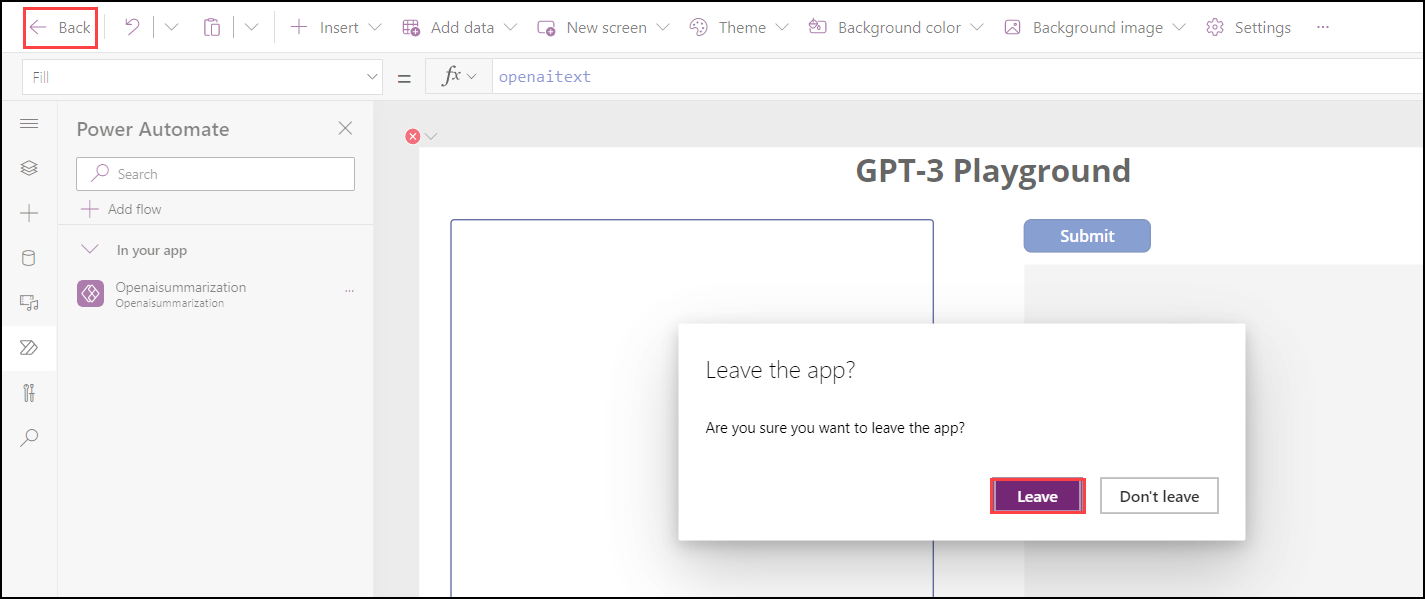 Back Insert Add data New screen Theme Background color Background image Settings ...
Fill = fx openaitext
Power Automate
Search
Add flow
In your app
Openaisummarization ...
Openaisummarization
GPT-3 Playground
Submit
Leave the app?
Are you sure you want to leave the app?
Leave Don't leave